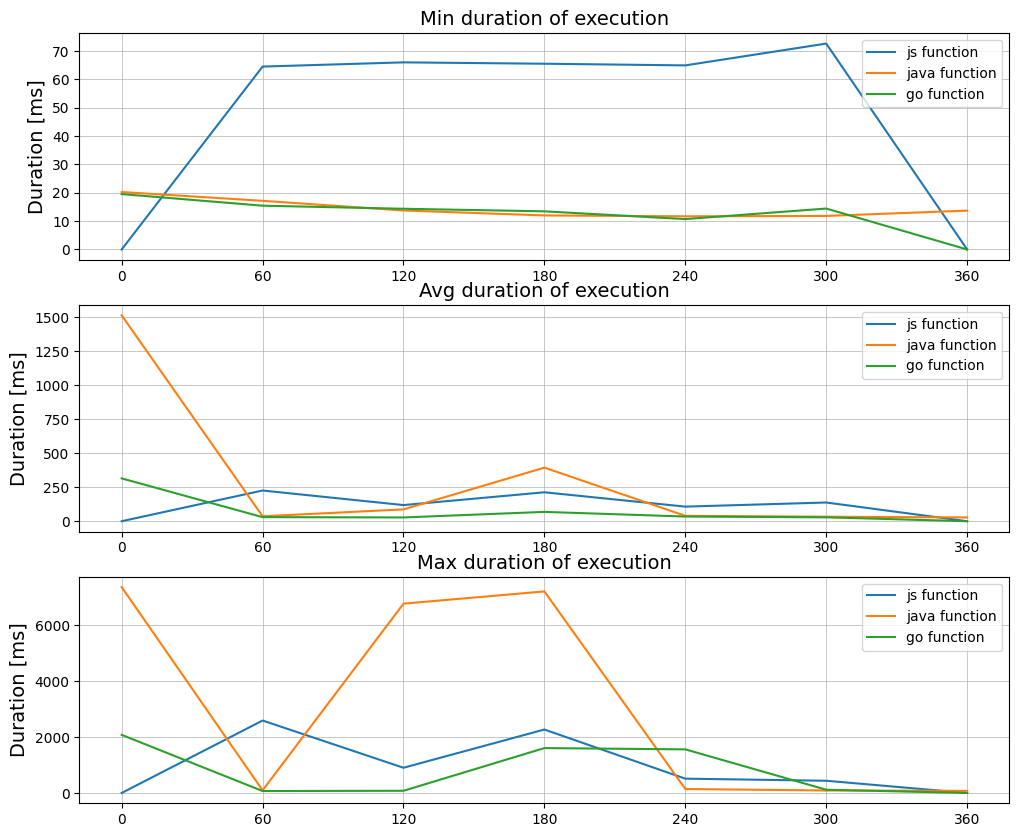 Min duration of execution
Duration [ms]
70
60
50
40
30
20
10
0
js function
java function
go function
0 60 120 180 240 300 360
Avg duration of execution
Duration [ms]
1500
1250
1000
750
500
250
0
js function
java function
go function
0 60 120 180 240 300 360
Max duration of execution
Duration [ms]
6000
4000
2000
0
js function
java function
go function
0 60 120 180 240 300 360